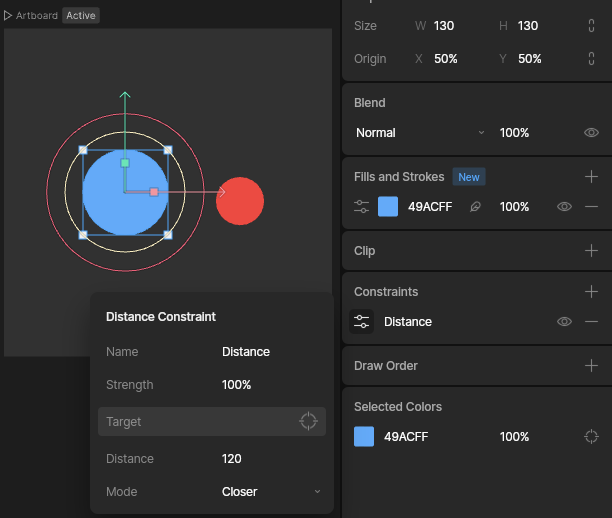 Artboard Active
Size W 130 H 130
Origin X 50% Y 50%
Blend
Normal 100%
Fills and Strokes New
49ACFF 100%
Clip
Constraints
Distance
Draw Order
Selected Colors
49ACFF 100%
Distance Constraint
Name Distance
Strength 100%
Target
Distance 120
Mode Closer